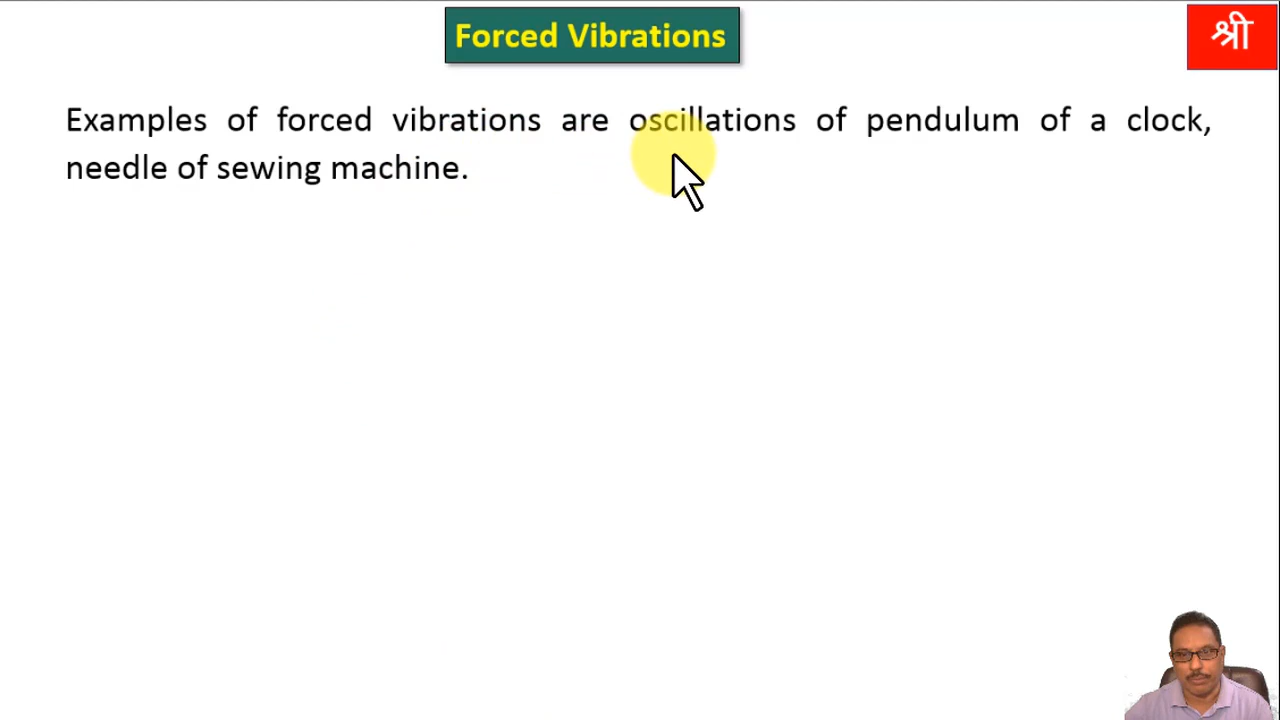 Forced Vibrations
श्री
Examples of forced vibrations are oscillations of pendulum of a clock,
needle of sewing machine.